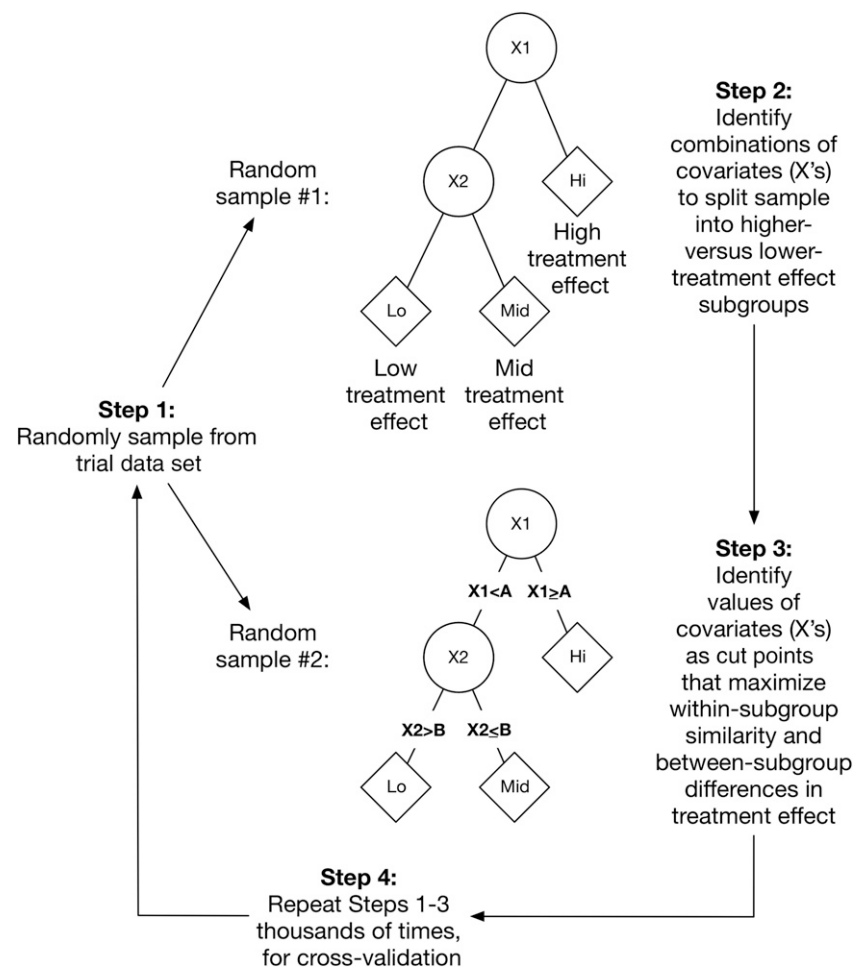 Step 1:
Randomly sample from
trial data set
Random
sample #1:
X1
X2
Hi
High
treatment
effect
Lo
Mid
Low
treatment
effect
Mid
treatment
effect
Step 2:
Identify
combinations of
covariates (X's)
to split sample
into higher-
versus lower-
treatment effect
subgroups
Random
sample #2:
X1
X1<A
X1≥A
X2
Hi
X2>B
X2≤B
Lo
Mid
Step 3:
Identify
values of
covariates (X's)
as cut points
that maximize
within-subgroup
similarity and
between-subgroup
differences in
treatment effect
Step 4:
Repeat Steps 1-3
thousands of times,
for cross-validation